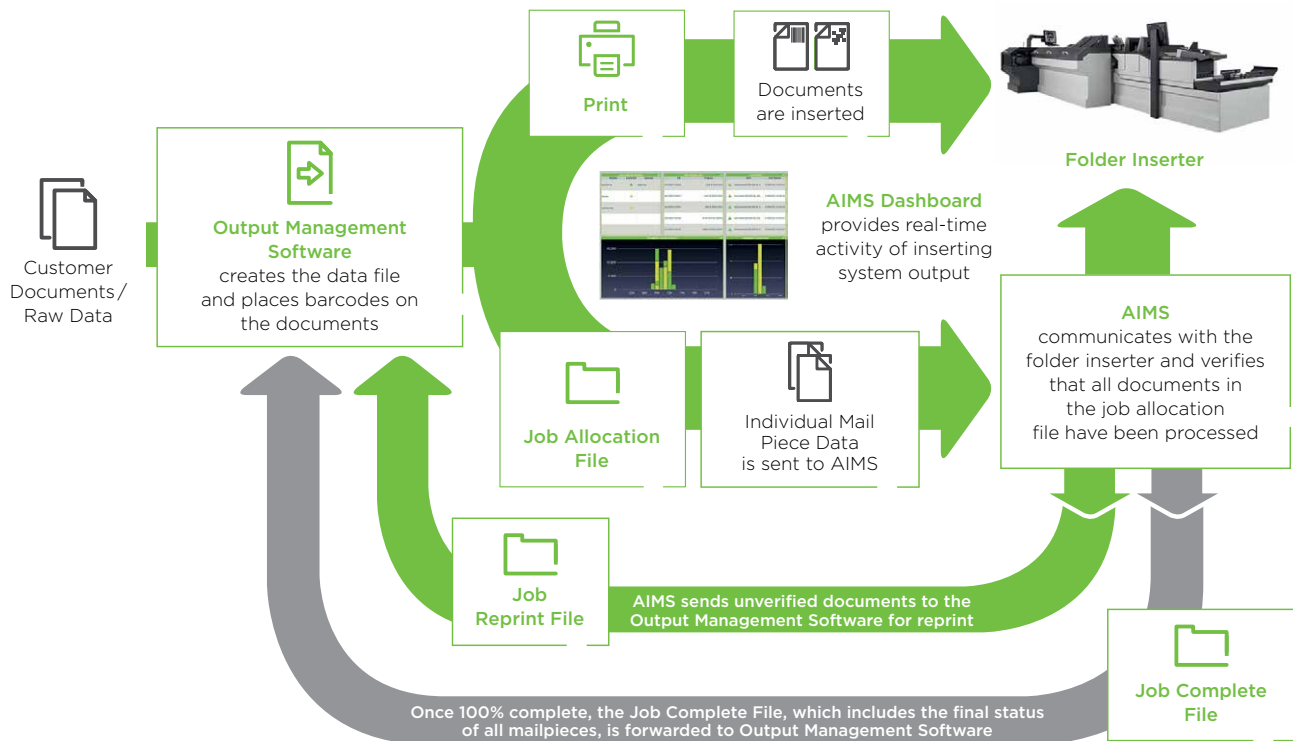 Customer
Documents/
Raw Data
Output Management
Software
creates the data file
and places barcodes on
the documents
Print
Documents
are inserted
Folder Inserter
AIMS Dashboard
provides real-time
activity of inserting
system output
Job Allocation
File
Individual Mail
Piece Data
is sent to AIMS
AIMS
communicates with the
folder inserter and verifies
that all documents in
the job allocation
file have been processed
Job
Reprint File
AIMS sends unverified documents to the
Output Management Software for reprint
Job Complete
File
Once 100% complete, the Job Complete File, which includes the final status
of all mailpieces, is forwarded to Output Management Software